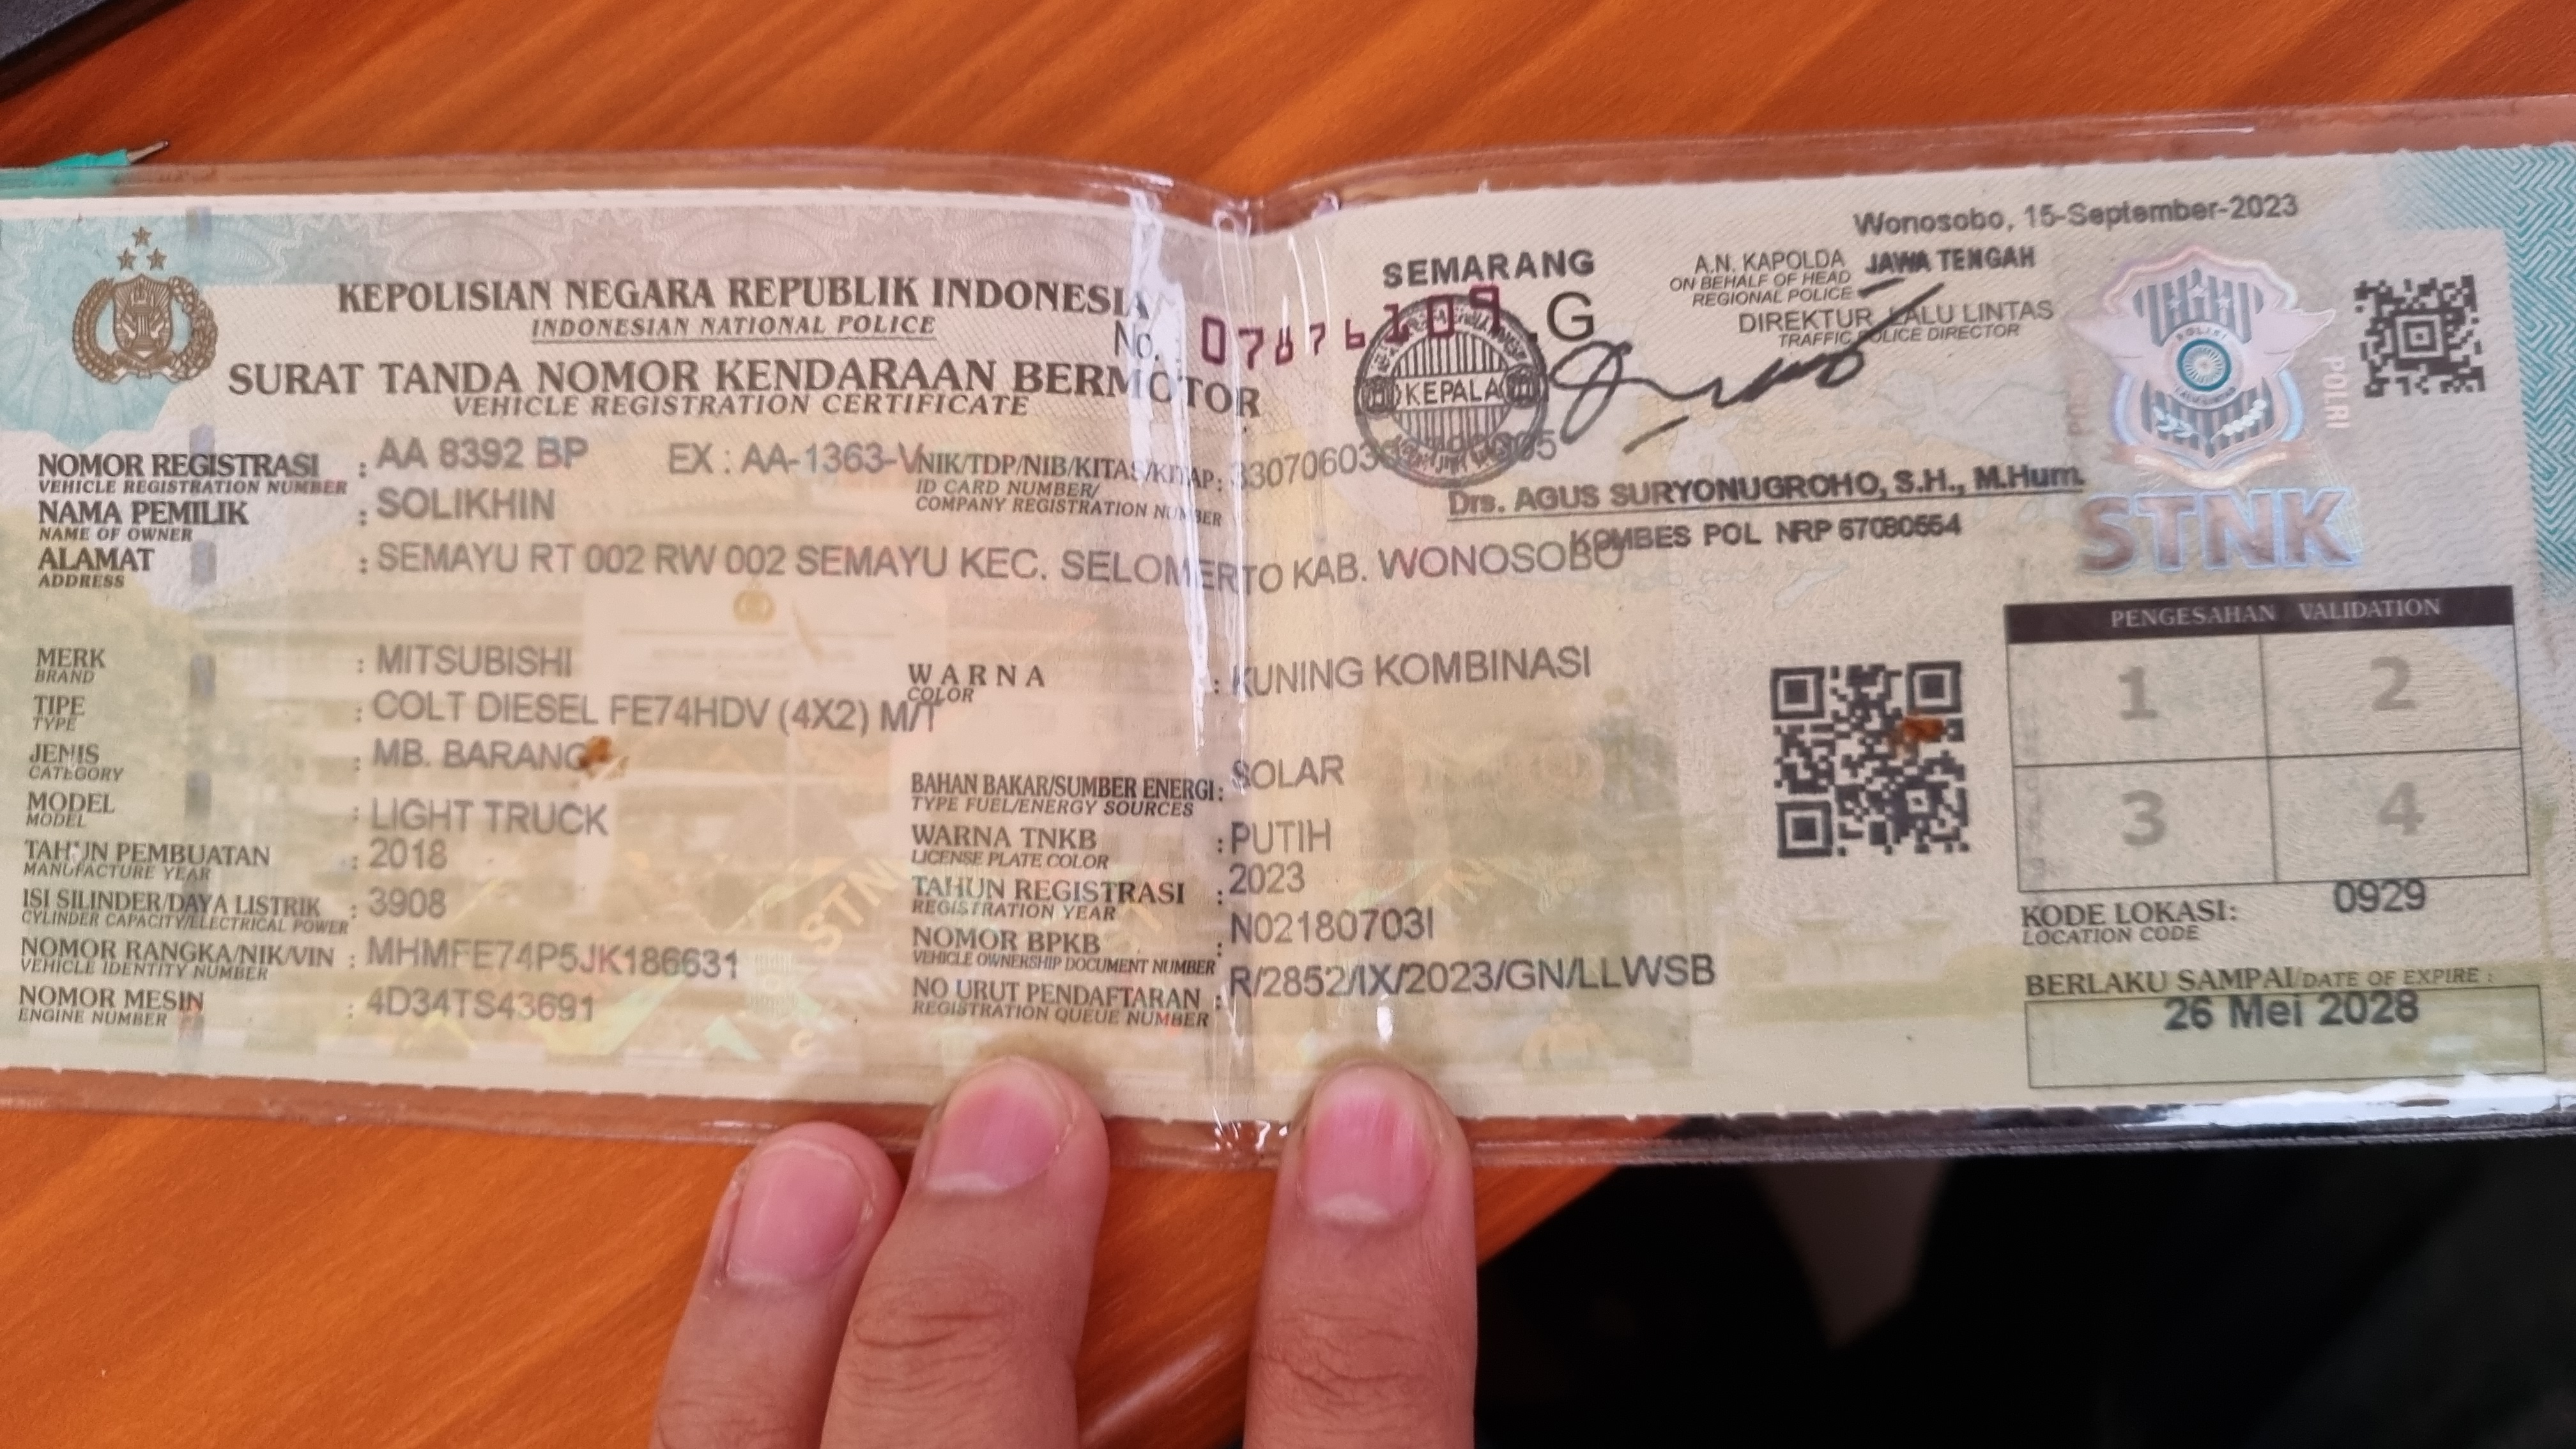 KEPOLISIAN NEGARA REPUBLIK INDONESIA
INDONESIAN NATIONAL POLICE
SURAT TANDA NOMOR KENDARAAN BERMOTOR
VEHICLE REGISTRATION CERTIFICATE
No.
SEMARANG
.G
Wonosobo, 15-September-2023
A.N. KAPOLDA JAWA TENGAH
ON BEHALF OF HEAD
REGIONAL POLICE
DIREKTUR LALU LINTAS
TRAFFIC POLICE DIRECTOR
KEPALA
Drs. AGUS SURYONUGROHO, S.H., M.Hum.
KOMBES POL NRP 67080554
NOMOR REGISTRASI : AA 8392 BP EX : AA-1363- NIK/TDP/NIB/KITAS/KITAP :
VEHICLE REGISTRATION NUMBER
ID CARD NUMBER/
COMPANY REGISTRATION NUMBER
NAMA PEMILIK : SOLIKHIN
NAME OF OWNER
ALAMAT : SEMAYU RT 002 RW 002 SEMAYU KEC. SELOMERTO KAB. WONOSOBO
ADDRESS
MERK : MITSUBISHI
BRAND
TIPE : COLT DIESEL FE74HDV (4X2) M/T
TYPE
JENIS : MB. BARANG
CATEGORY
MODEL : LIGHT TRUCK
MODEL
TAHUN PEMBUATAN : 2018
MANUFACTURE YEAR
ISI SILINDER/DAYA LISTRIK : 3908
CYLINDER CAPACITY/ELECTRICAL POWER
NOMOR RANGKA/NIK/VIN : MHMFE74P5JK186631
VEHICLE IDENTITY NUMBER
NOMOR MESIN : 4D34TS43691
ENGINE NUMBER
WARNA : KUNING KOMBINASI
COLOR
BAHAN BAKAR/SUMBER ENERGI : SOLAR
TYPE FUEL/ENERGY SOURCES
WARNA TNKB : PUTIH
LICENSE PLATE COLOR
TAHUN REGISTRASI : 2023
REGISTRATION YEAR
NOMOR BPKB : N02180703I
VEHICLE OWNERSHIP DOCUMENT NUMBER
NO URUT PENDAFTARAN : R/2852/IX/2023/GN/LLWSB
REGISTRATION QUEUE NUMBER
STNK
POLRI
PENGESAHAN VALIDATION
1 2
3 4
KODE LOKASI: 0929
LOCATION CODE
BERLAKU SAMPAI/DATE OF EXPIRE :
26 Mei 2028